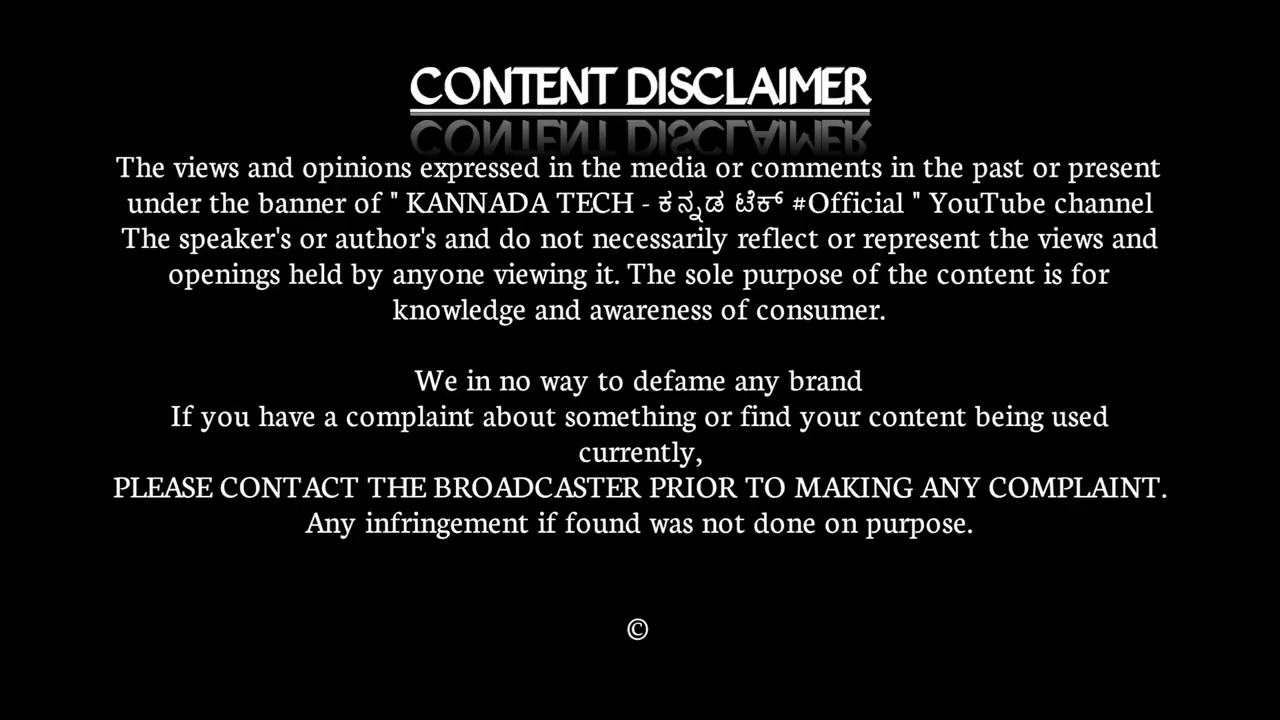 CONTENT DISCLAIMER
The views and opinions expressed in the media or comments in the past or present
under the banner of " KANNADA TECH - ಕನ್ನಡ ಟೆಕ್ #Official " YouTube channel
The speaker's or author's and do not necessarily reflect or represent the views and
openings held by anyone viewing it. The sole purpose of the content is for
knowledge and awareness of consumer.
We in no way to defame any brand
If you have a complaint about something or find your content being used
currently,
PLEASE CONTACT THE BROADCASTER PRIOR TO MAKING ANY COMPLAINT.
Any infringement if found was not done on purpose.
©